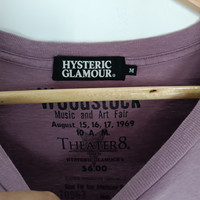 HYSTERIC
GLAMOUR®
M
WOODSTOCK
Music and Art Fair
August 15, 16, 17, 1969
10 A.M.
THEATER 8
$6.00